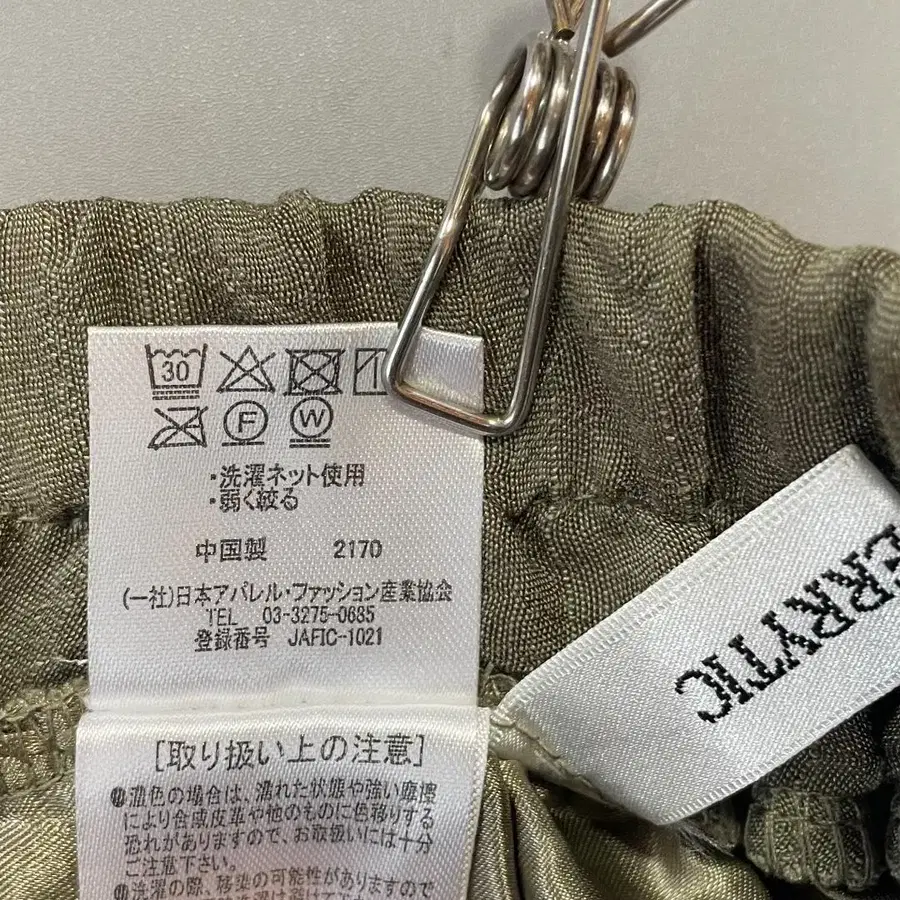 30
F W
・洗濯ネット使用
・弱く絞る
中国製 2170
(一社)日本アパレル・ファッション産業協会
TEL 03-3275-0685
登録番号 JAFIC-1021
[取り扱い上の注意]
濃色の場合は、濡れた状態や強い摩擦
により合成皮革や他のものに色移りする
恐れがありますので、お取扱いには十分
ご注意下さい。
洗濯の際、移染の可能性がありますので
ERRYTIC